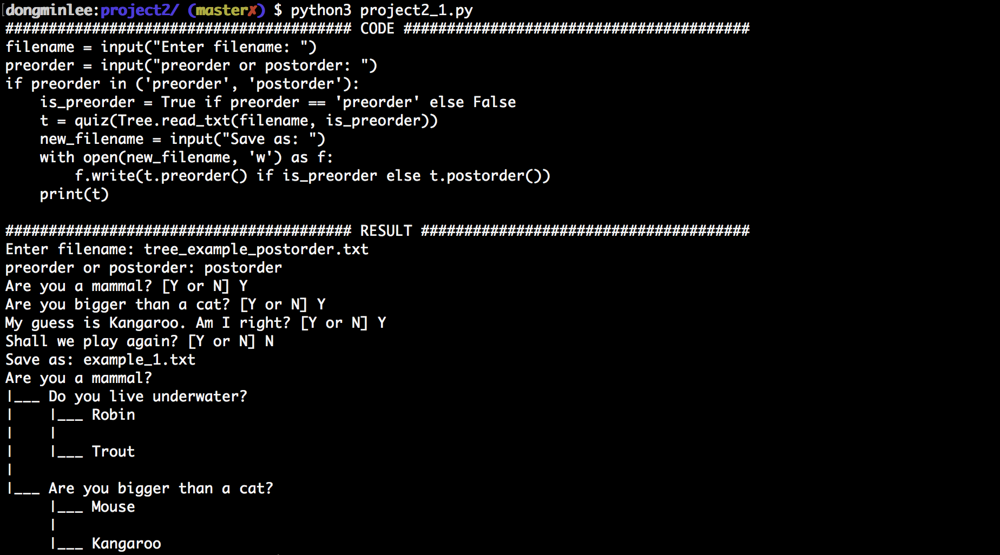 dongminlee:project2/ (master✗) $ python3 project2_1.py
######################################## CODE ########################################
filename = input("Enter filename: ")
preorder = input("preorder or postorder: ")
if preorder in ('preorder', 'postorder'):
    is_preorder = True if preorder == 'preorder' else False
    t = quiz(Tree.read_txt(filename, is_preorder))
    new_filename = input("Save as: ")
    with open(new_filename, 'w') as f:
        f.write(t.preorder() if is_preorder else t.postorder())
    print(t)

######################################## RESULT ######################################
Enter filename: tree_example_postorder.txt
preorder or postorder: postorder
Are you a mammal? [Y or N] Y
Are you bigger than a cat? [Y or N] Y
My guess is Kangaroo. Am I right? [Y or N] Y
Shall we play again? [Y or N] N
Save as: example_1.txt
Are you a mammal?
|___ Do you live underwater?
|    |___ Robin
|    |
|    |___ Trout
|
|___ Are you bigger than a cat?
     |___ Mouse
     |
     |___ Kangaroo